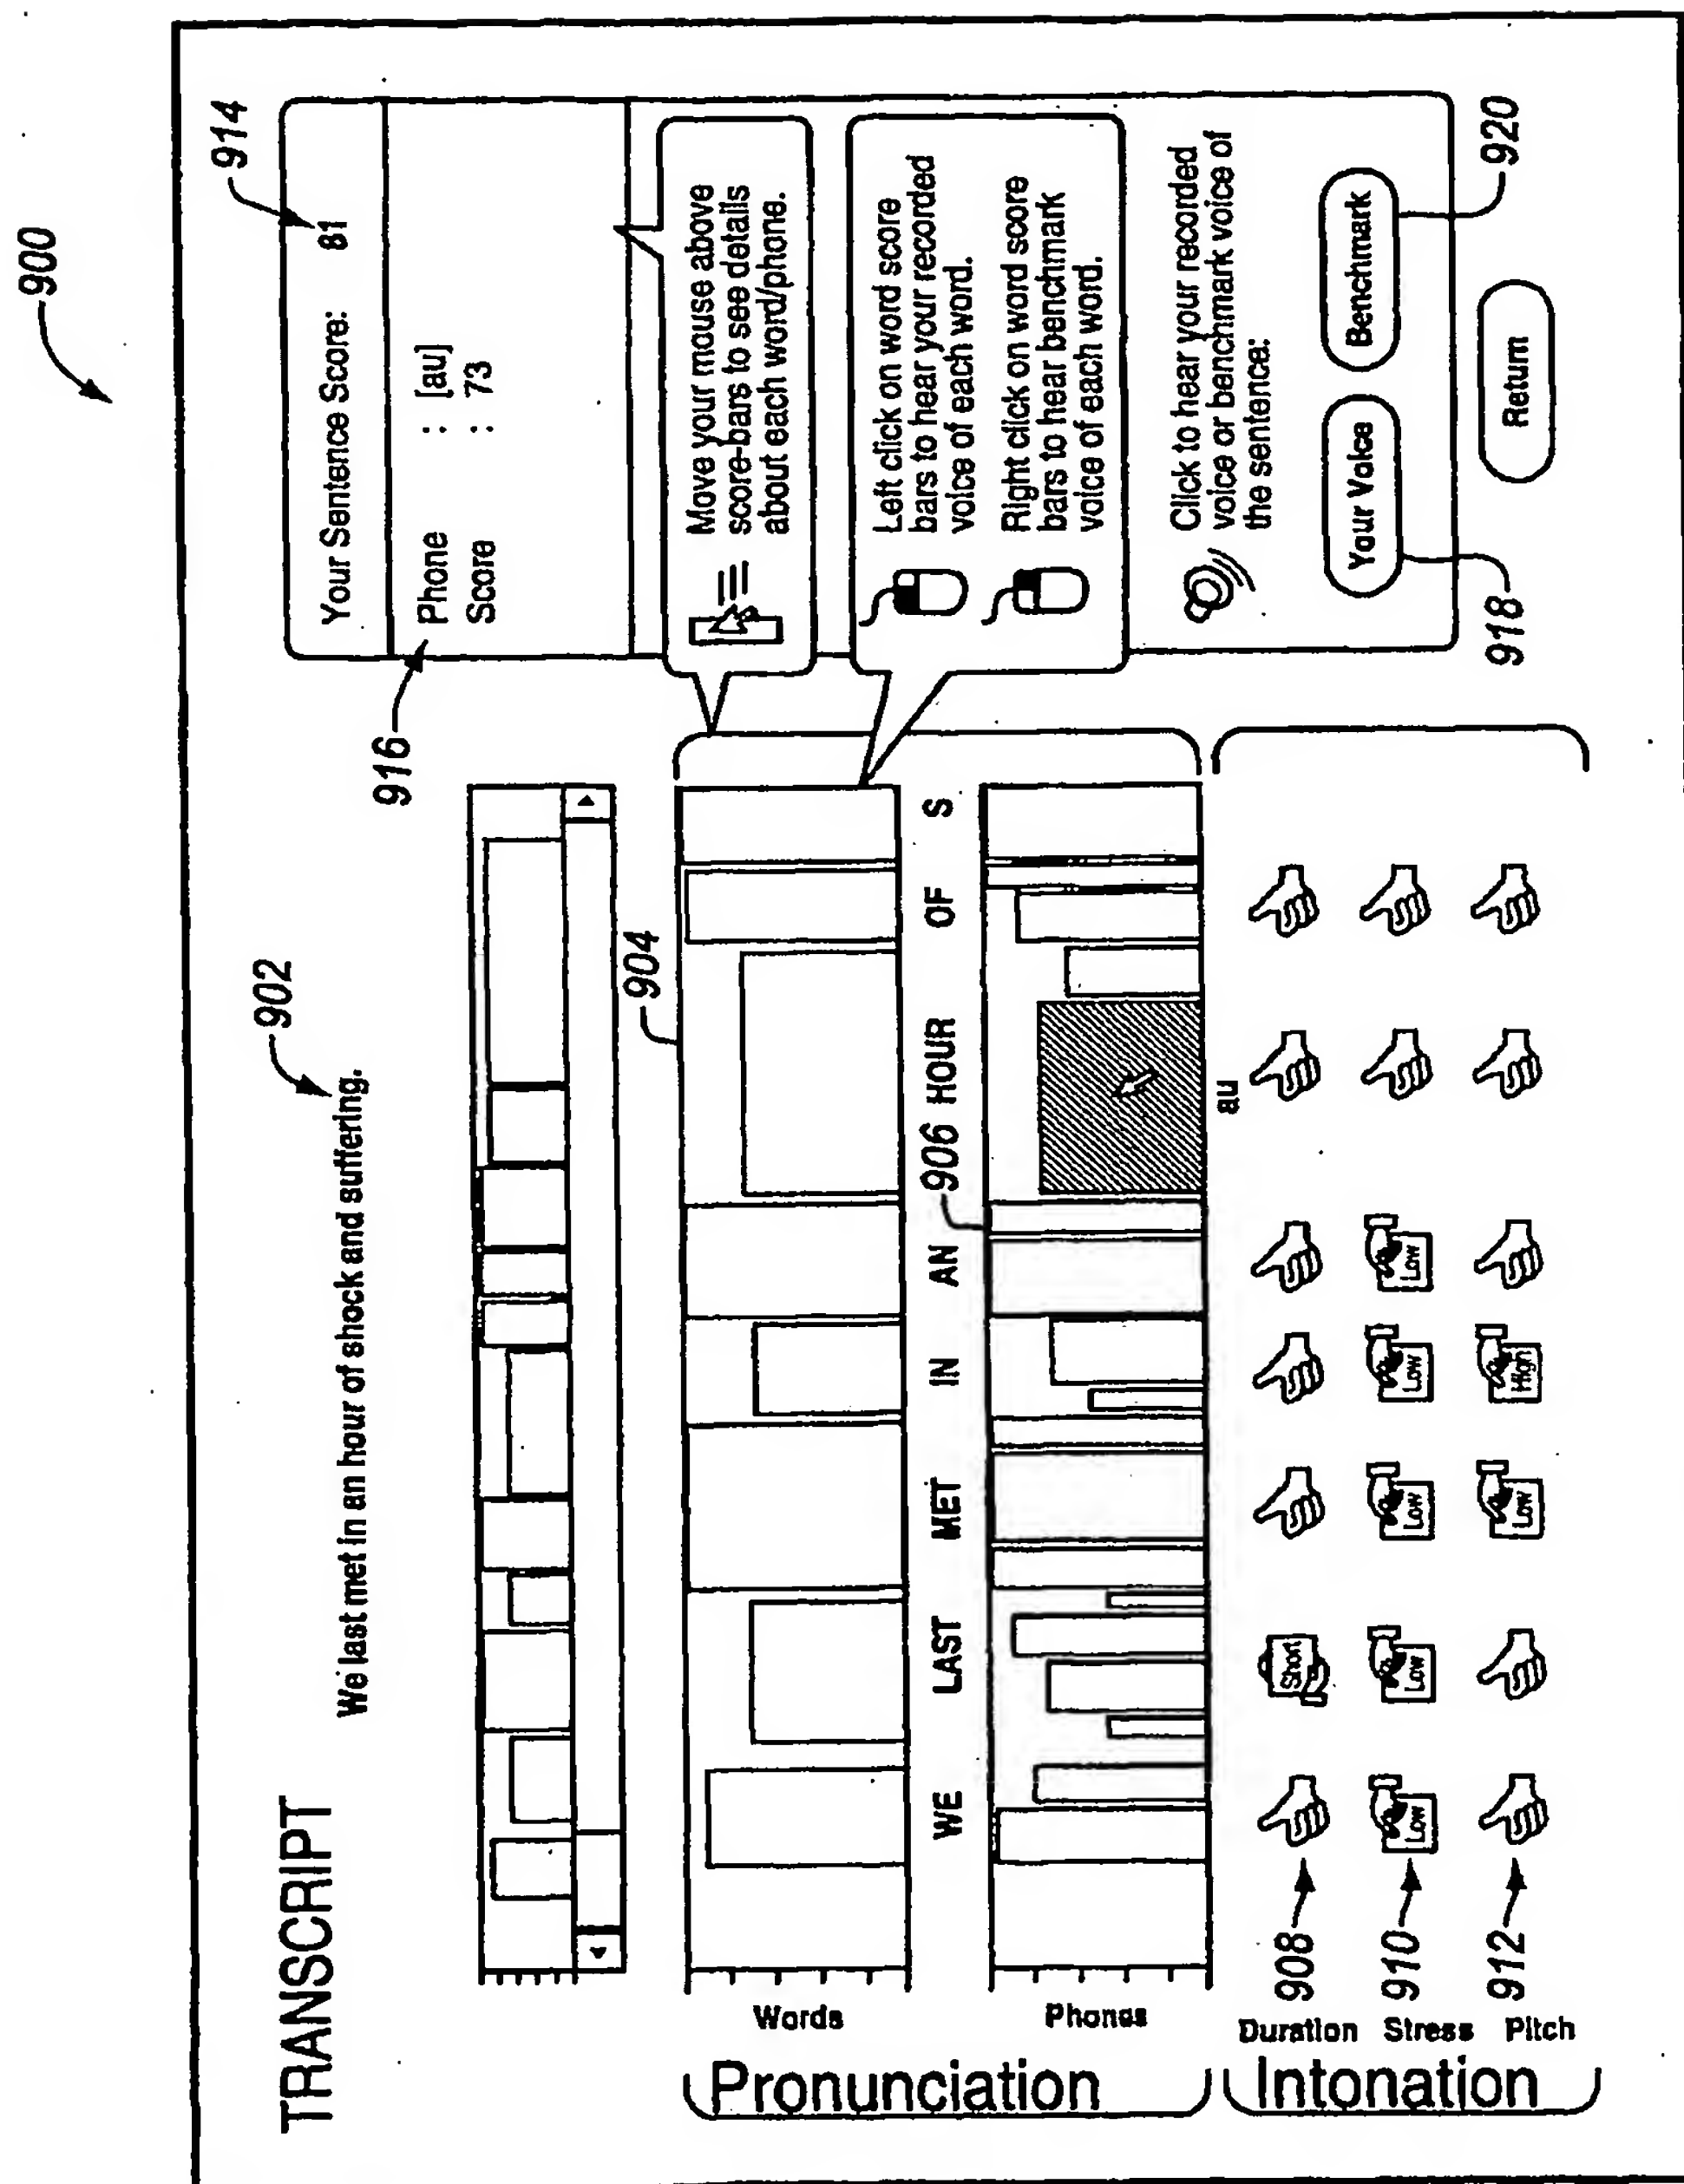 900
TRANSCRIPT
We last met in an hour of shock and suffering.
902
914
Your Sentence Score: 81
916
Phone : [au]
Score : 73
904
Move your mouse above
score-bars to see details
about each word/phone.
Words
WE LAST MET IN AN HOUR OF S
Left click on word score
bars to hear your recorded
voice of each word.
Right click on word score
bars to hear benchmark
voice of each word.
906
Phones
au
Pronunciation
Click to hear your recorded
voice or benchmark voice of
the sentence:
Your Voice
Benchmark
918
920
Return
Duration
908
Short
Stress
910
Low Low Low Low Low
Pitch
912
Low High
Intonation